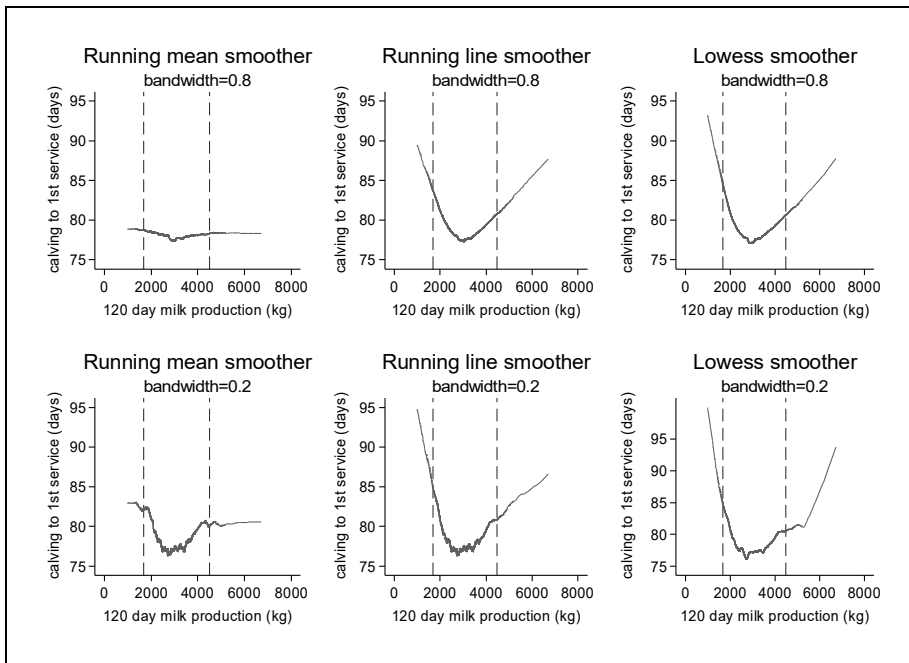 Running mean smoother
bandwidth=0.8
calving to 1st service (days)
95
90
85
80
75
0 2000 4000 6000 8000
120 day milk production (kg)
Running line smoother
bandwidth=0.8
calving to 1st service (days)
95
90
85
80
75
0 2000 4000 6000 8000
120 day milk production (kg)
Lowess smoother
bandwidth=0.8
calving to 1st service (days)
95
90
85
80
75
0 2000 4000 6000 8000
120 day milk production (kg)
Running mean smoother
bandwidth=0.2
calving to 1st service (days)
95
90
85
80
75
0 2000 4000 6000 8000
120 day milk production (kg)
Running line smoother
bandwidth=0.2
calving to 1st service (days)
95
90
85
80
75
0 2000 4000 6000 8000
120 day milk production (kg)
Lowess smoother
bandwidth=0.2
calving to 1st service (days)
95
90
85
80
75
0 2000 4000 6000 8000
120 day milk production (kg)